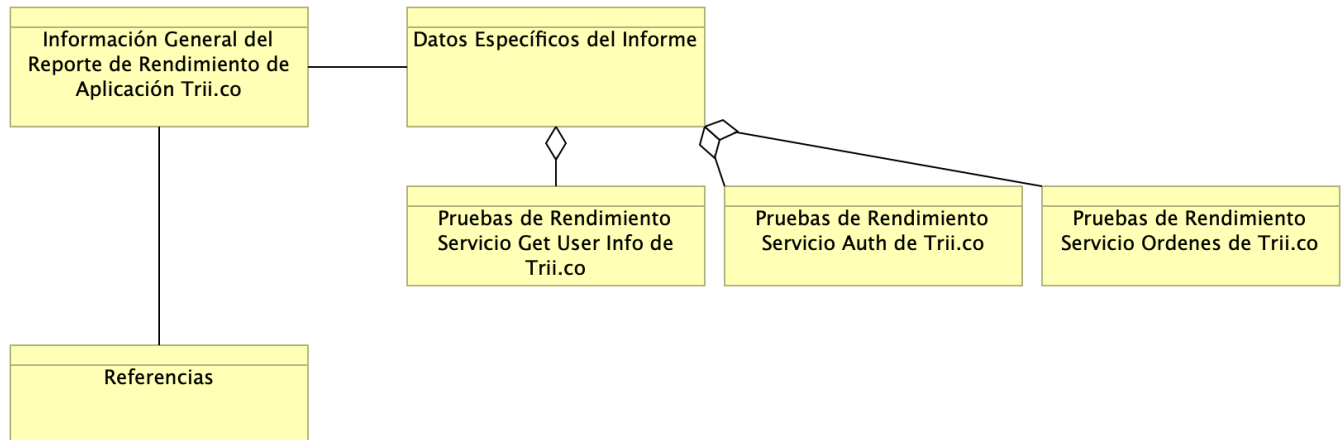 Información General del
Reporte de Rendimiento de
Aplicación Trii.co
Datos Específicos del Informe
Pruebas de Rendimiento
Servicio Get User Info de
Trii.co
Pruebas de Rendimiento
Servicio Auth de Trii.co
Pruebas de Rendimiento
Servicio Ordenes de Trii.co
Referencias